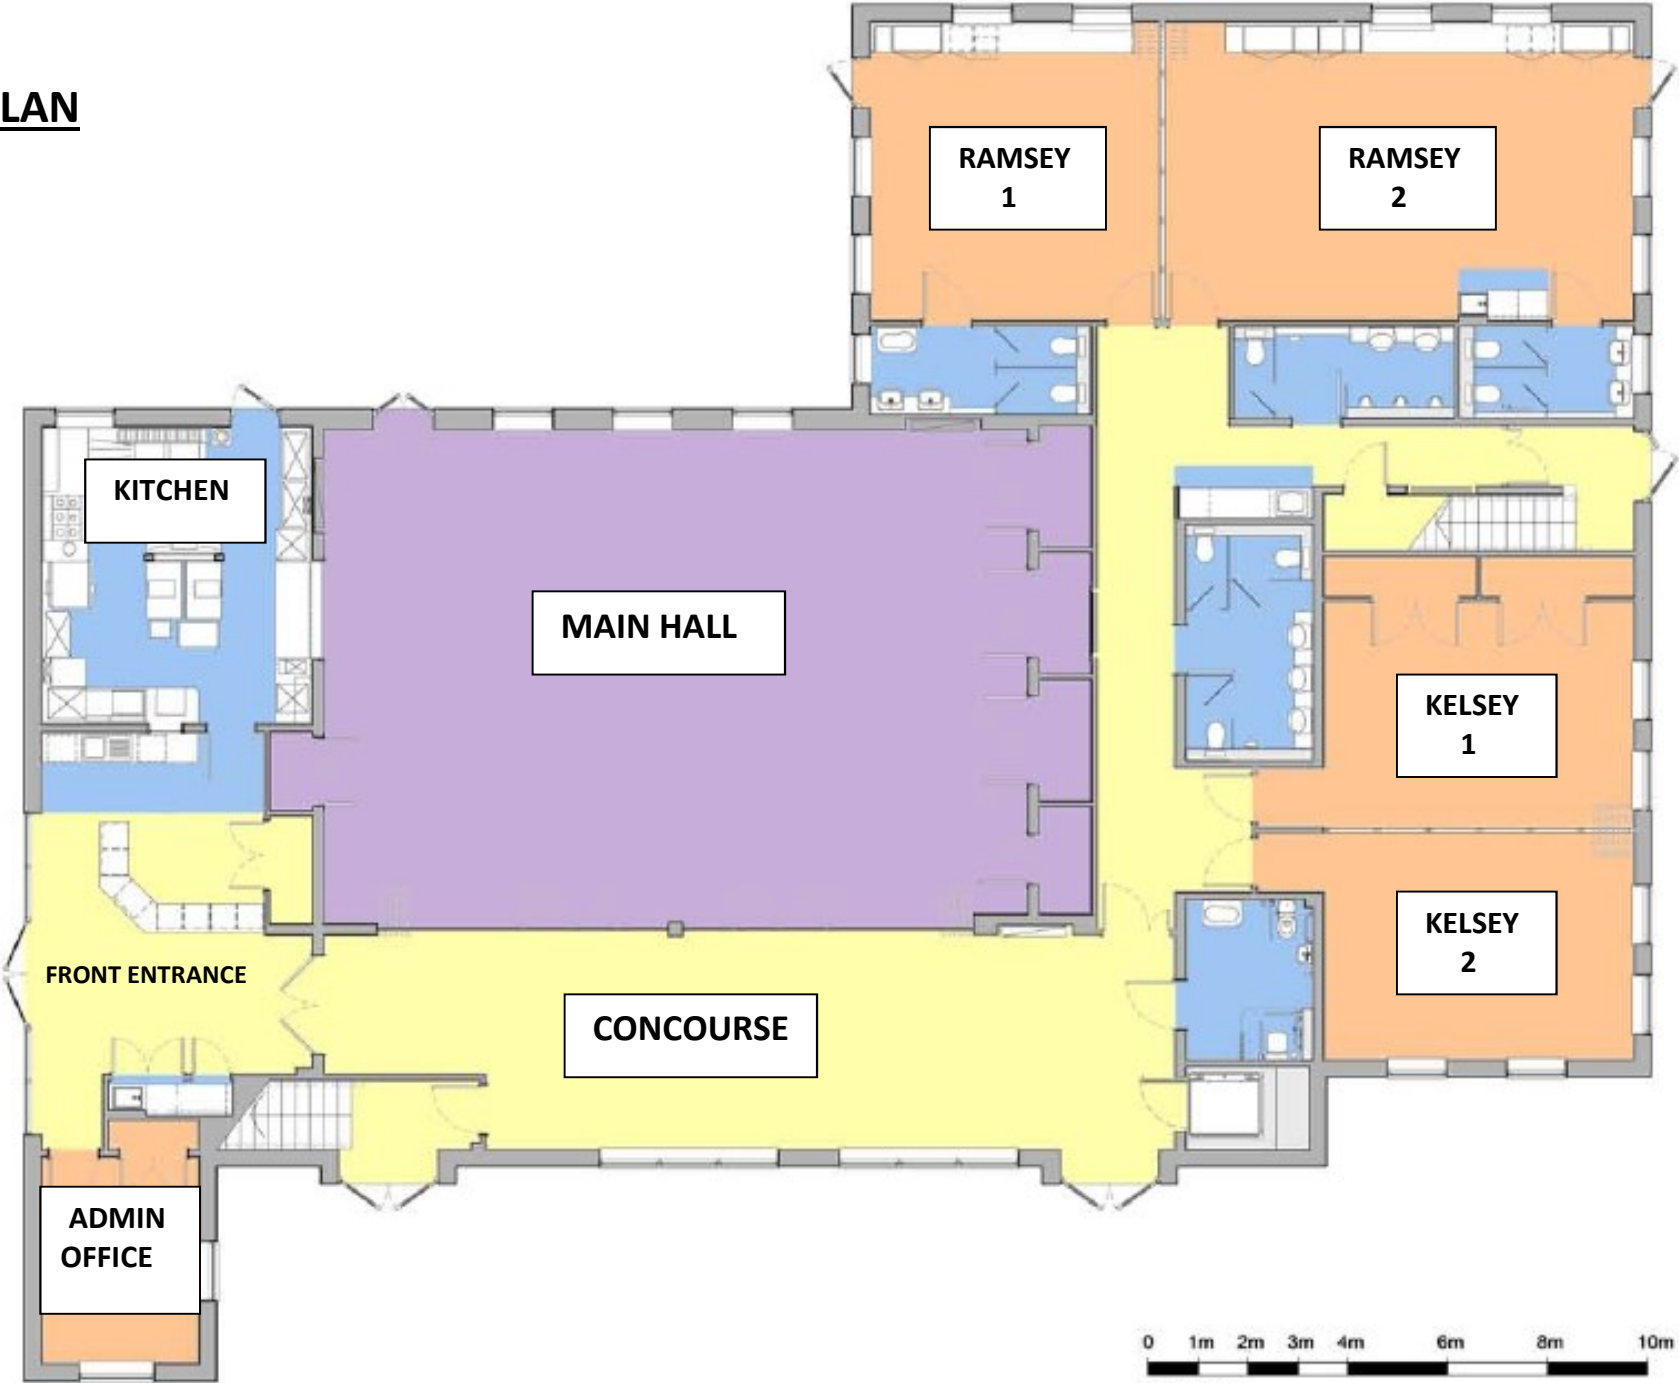 LAN
RAMSEY
1
RAMSEY
2
KITCHEN
MAIN HALL
KELSEY
1
KELSEY
2
FRONT ENTRANCE
CONCOURSE
ADMIN
OFFICE
0 1m 2m 3m 4m 6m 8m 10m